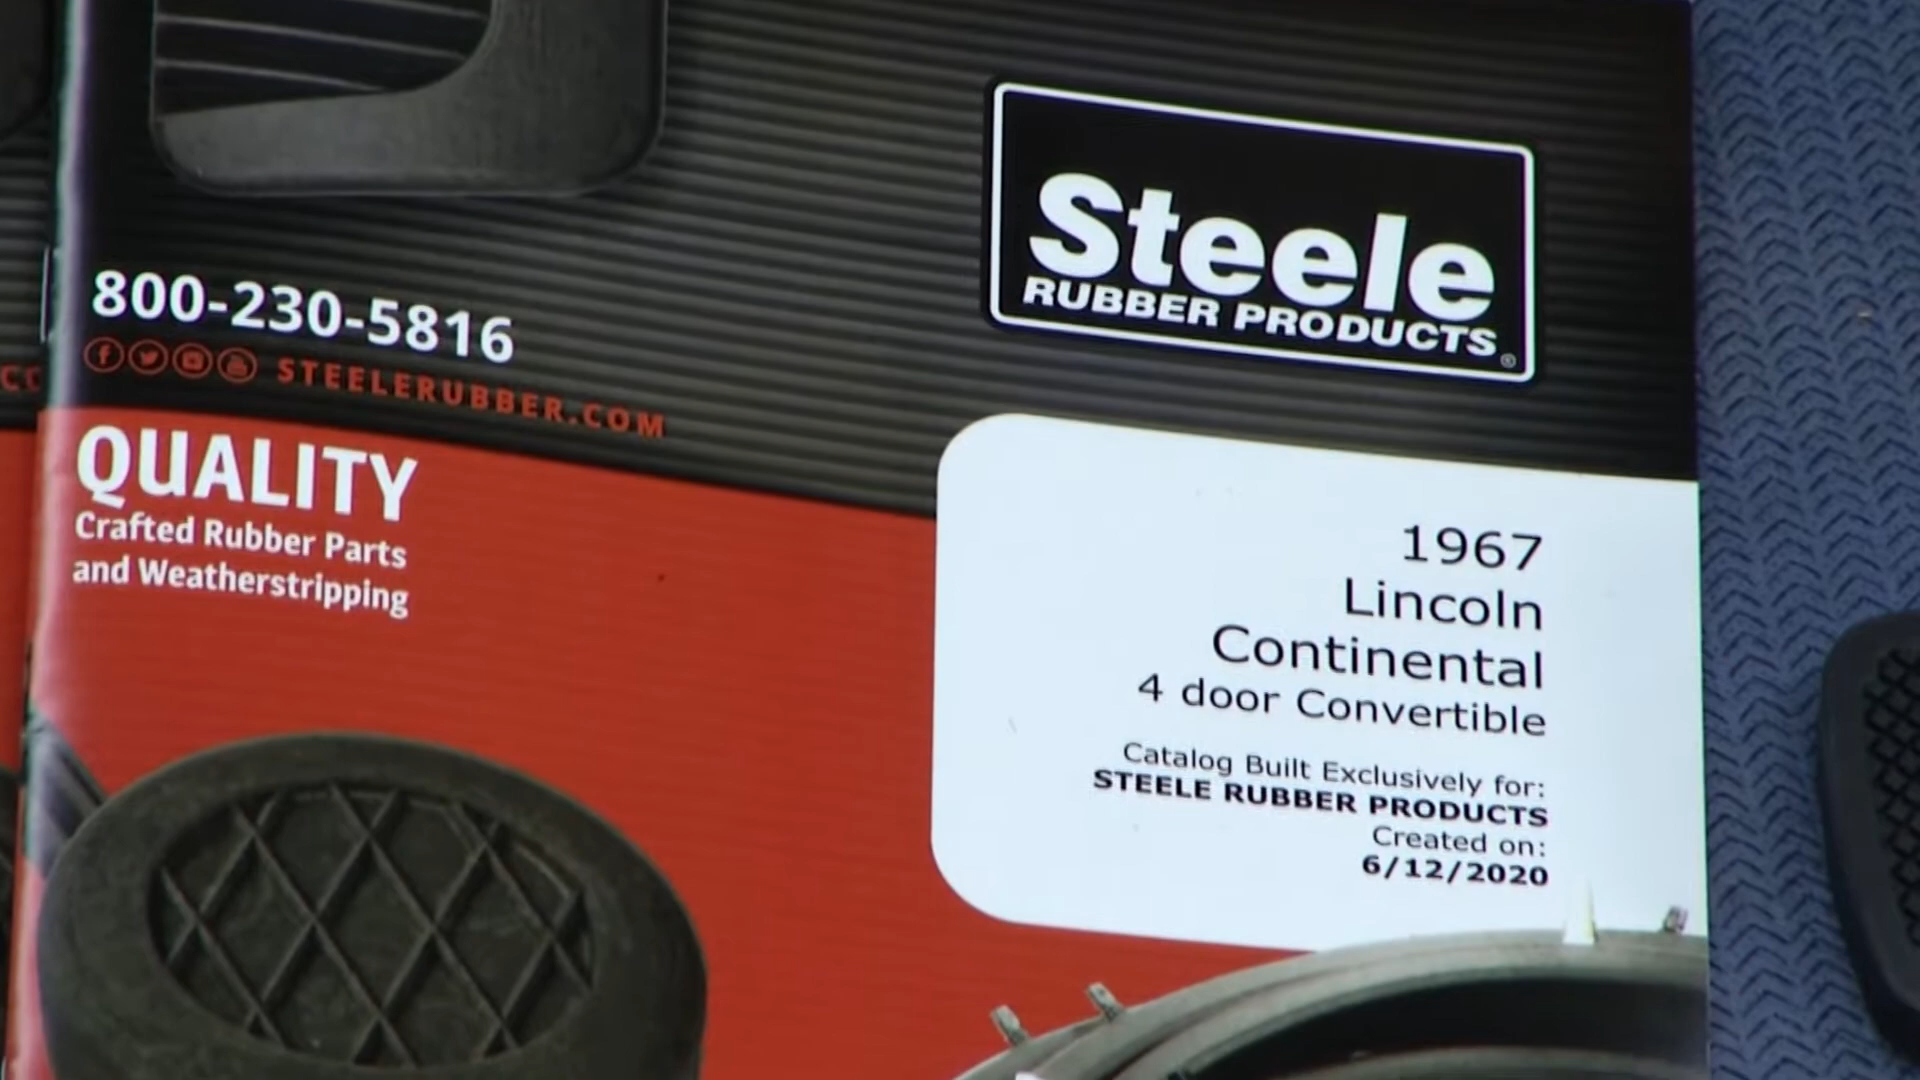 Steele
RUBBER PRODUCTS®
800-230-5816
STEELERUBBER.COM
QUALITY
Crafted Rubber Parts
and Weatherstripping
1967
Lincoln
Continental
4 door Convertible
Catalog Built Exclusively for:
STEELE RUBBER PRODUCTS
Created on:
6/12/2020